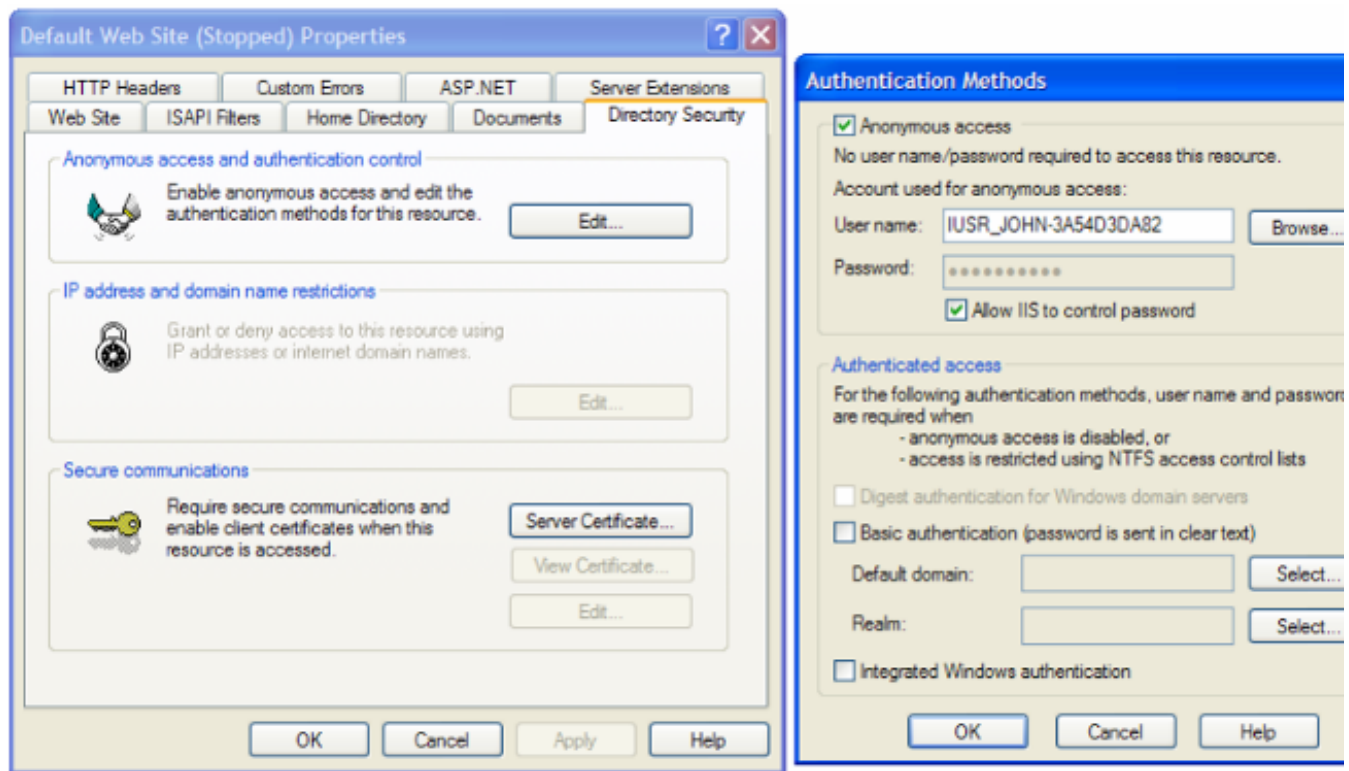 Default Web Site (Stopped) Properties
HTTP Headers
Custom Errors
ASP.NET
Server Extensions
Web Site
ISAPI Filters
Home Directory
Documents
Directory Security
Anonymous access and authentication control
Enable anonymous access and edit the
authentication methods for this resource.
Edit...
IP address and domain name restrictions
Grant or deny access to this resource using
IP addresses or internet domain names.
Edit...
Secure communications
Require secure communications and
enable client certificates when this
resource is accessed.
Server Certificate...
View Certificate...
Edit...
OK
Cancel
Apply
Help
Authentication Methods
Anonymous access
No user name/password required to access this resource.
Account used for anonymous access:
User name:
IUSR_JOHN-3A54D3DA82
Browse...
Password:
Allow IIS to control password
Authenticated access
For the following authentication methods, user name and password
are required when
- anonymous access is disabled, or
- access is restricted using NTFS access control lists
Digest authentication for Windows domain servers
Basic authentication (password is sent in clear text)
Default domain:
Select...
Realm:
Select...
Integrated Windows authentication
OK
Cancel
Help